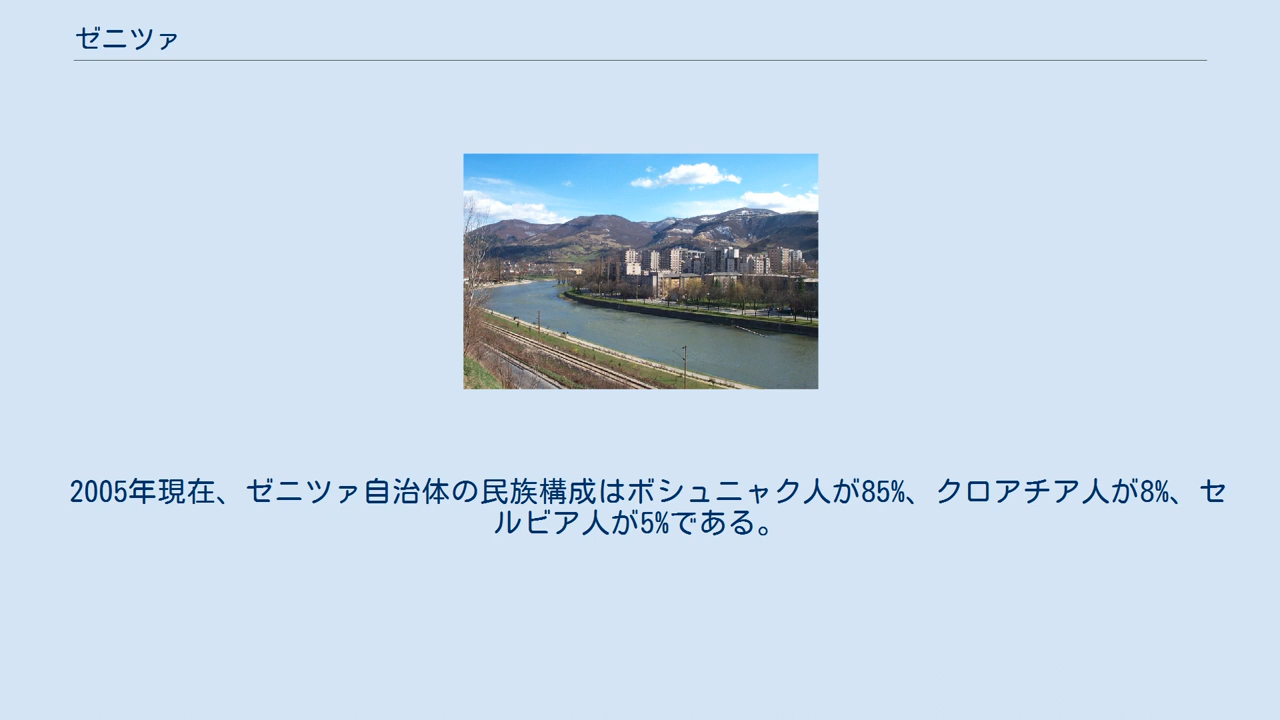 ゼニツァ
2005年現在、ゼニツァ自治体の民族構成はボシュニャク人が85%、クロアチア人が8%、セ
ルビア人が5%である。